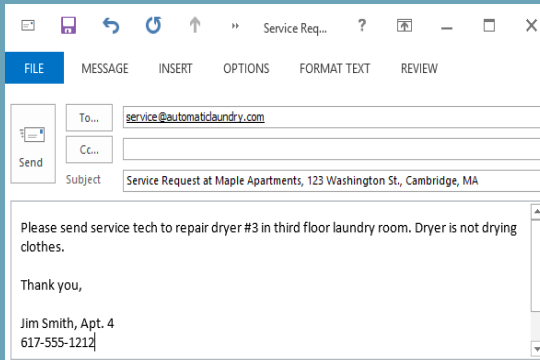 Service Req...
FILE MESSAGE INSERT OPTIONS FORMAT TEXT REVIEW
To...
service@automaticlaundry.com
Send
Cc...
Subject
Service Request at Maple Apartments, 123 Washington St., Cambridge, MA
Please send service tech to repair dryer #3 in third floor laundry room. Dryer is not drying
clothes.
Thank you,
Jim Smith, Apt. 4
617-555-1212